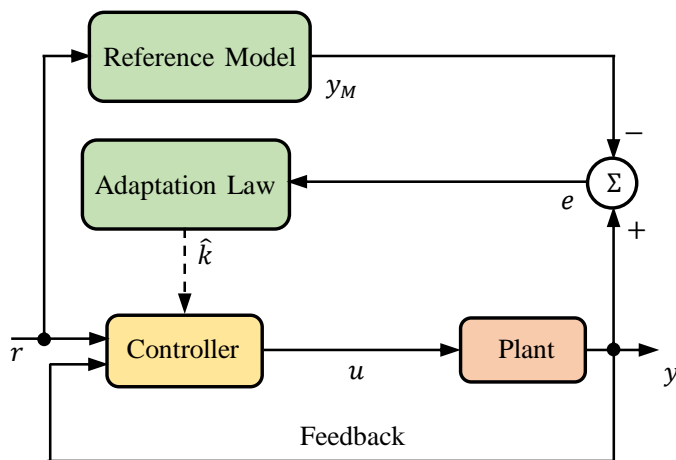 Reference Model
y_M
−
Adaptation Law
Σ
e
+
k̂
r
Controller
u
Plant
y
Feedback